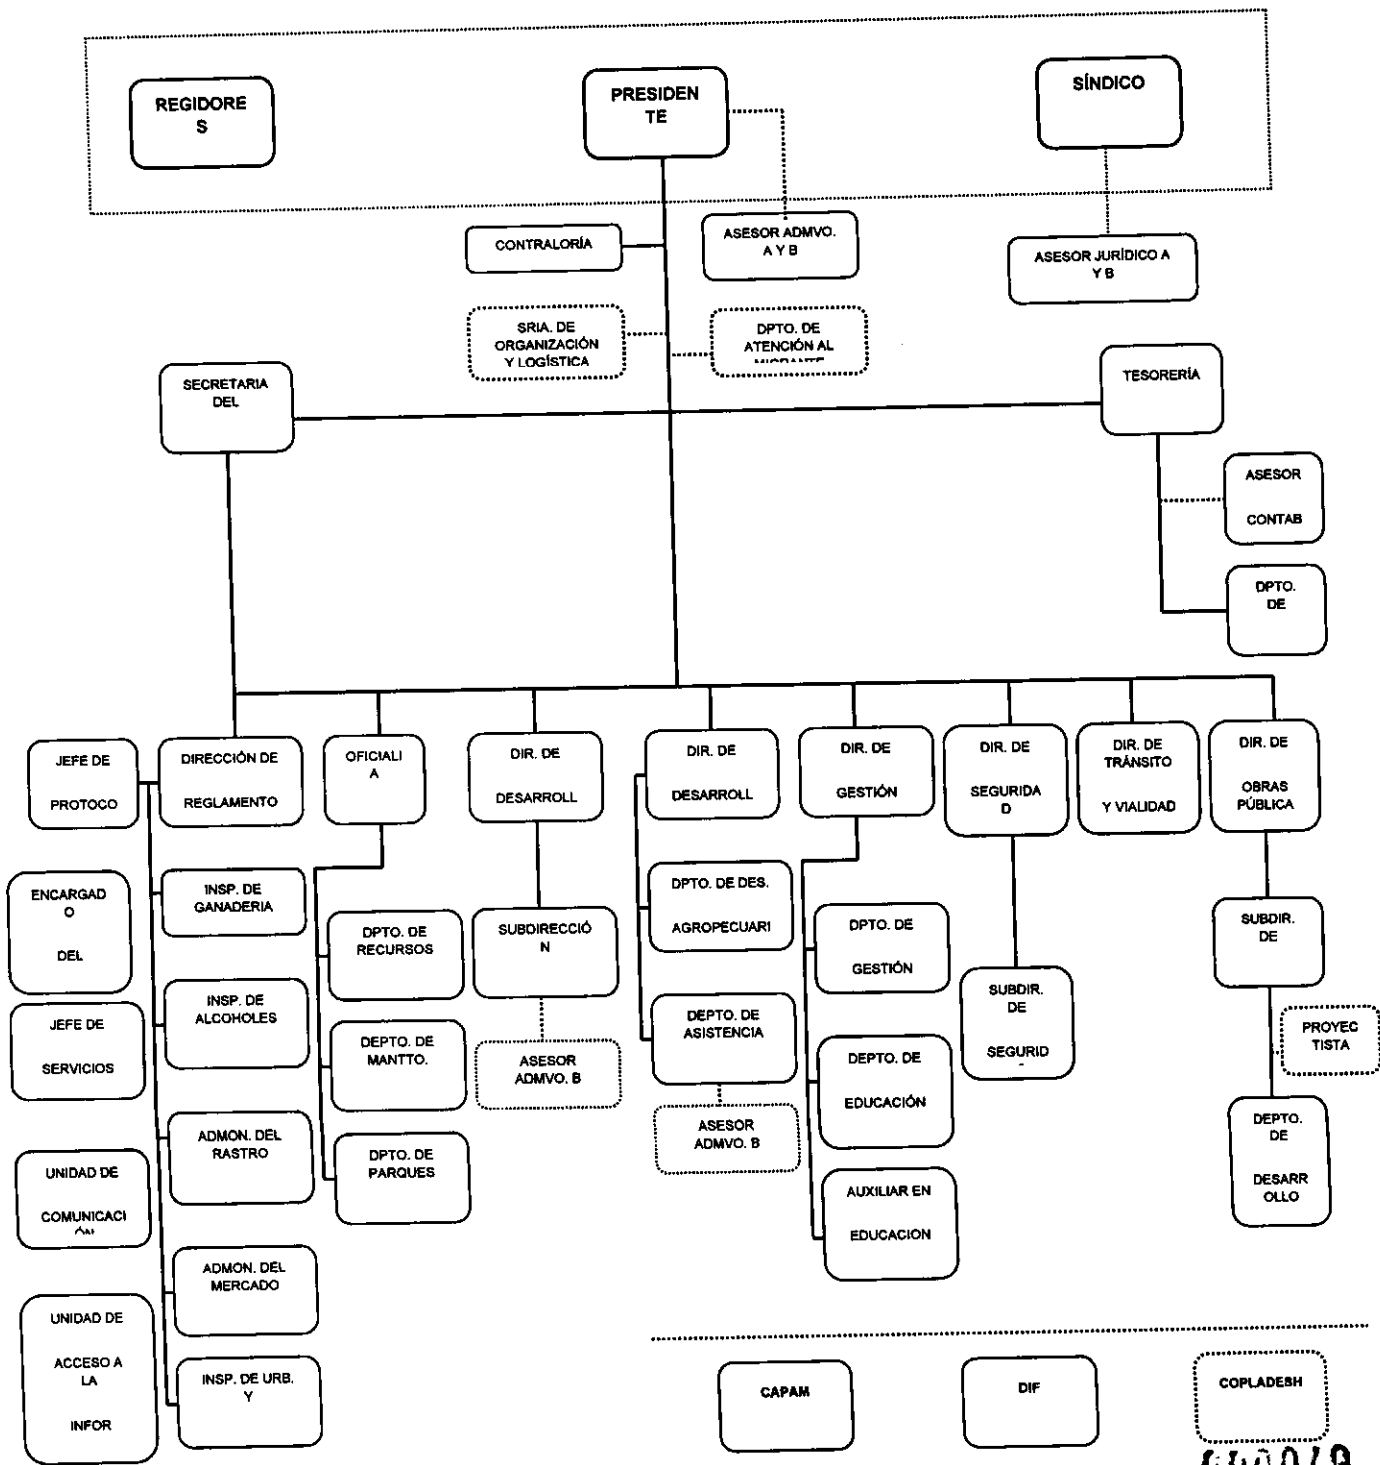 REGIDORE
S
PRESIDEN
TE
SÍNDICO
CONTRALORÍA
ASESOR ADMVO.
A Y B
ASESOR JURÍDICO A
Y B
SRIA. DE
ORGANIZACIÓN
Y LOGÍSTICA
DPTO. DE
ATENCIÓN AL
MIGRANTE
SECRETARIA
DEL
TESORERÍA
ASESOR
CONTAB
DPTO.
DE
JEFE DE
PROTOCO
DIRECCIÓN DE
REGLAMENTO
OFICIALI
A
DIR. DE
DESARROLL
DIR. DE
DESARROLL
DIR. DE
GESTIÓN
DIR. DE
SEGURIDA
D
DIR. DE
TRÁNSITO
Y VIALIDAD
DIR. DE
OBRAS
PÚBLICA
ENCARGAD
O
DEL
INSP. DE
GANADERIA
DPTO. DE
RECURSOS
SUBDIRECCIÓ
N
DPTO. DE DES.
AGROPECUARI
DPTO. DE
GESTIÓN
SUBDIR.
DE
SEGURID
SUBDIR.
DE
JEFE DE
SERVICIOS
INSP. DE
ALCOHOLES
DEPTO. DE
MANTTO.
ASESOR
ADMVO. B
DEPTO. DE
ASISTENCIA
DEPTO. DE
EDUCACIÓN
PROYEC
TISTA
UNIDAD DE
COMUNICACI
ÓN
ADMON. DEL
RASTRO
DPTO. DE
PARQUES
ASESOR
ADMVO. B
AUXILIAR EN
EDUCACION
DEPTO.
DE
DESARR
OLLO
UNIDAD DE
ACCESO A
LA
INFOR
ADMON. DEL
MERCADO
INSP. DE URB.
Y
CAPAM
DIF
COPLADESH